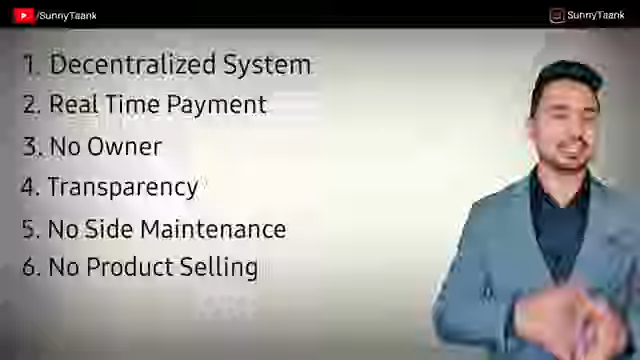 /SunnyTaank
SunnyTaank
1. Decentralized System
2. Real Time Payment
3. No Owner
4. Transparency
5. No Side Maintenance
6. No Product Selling